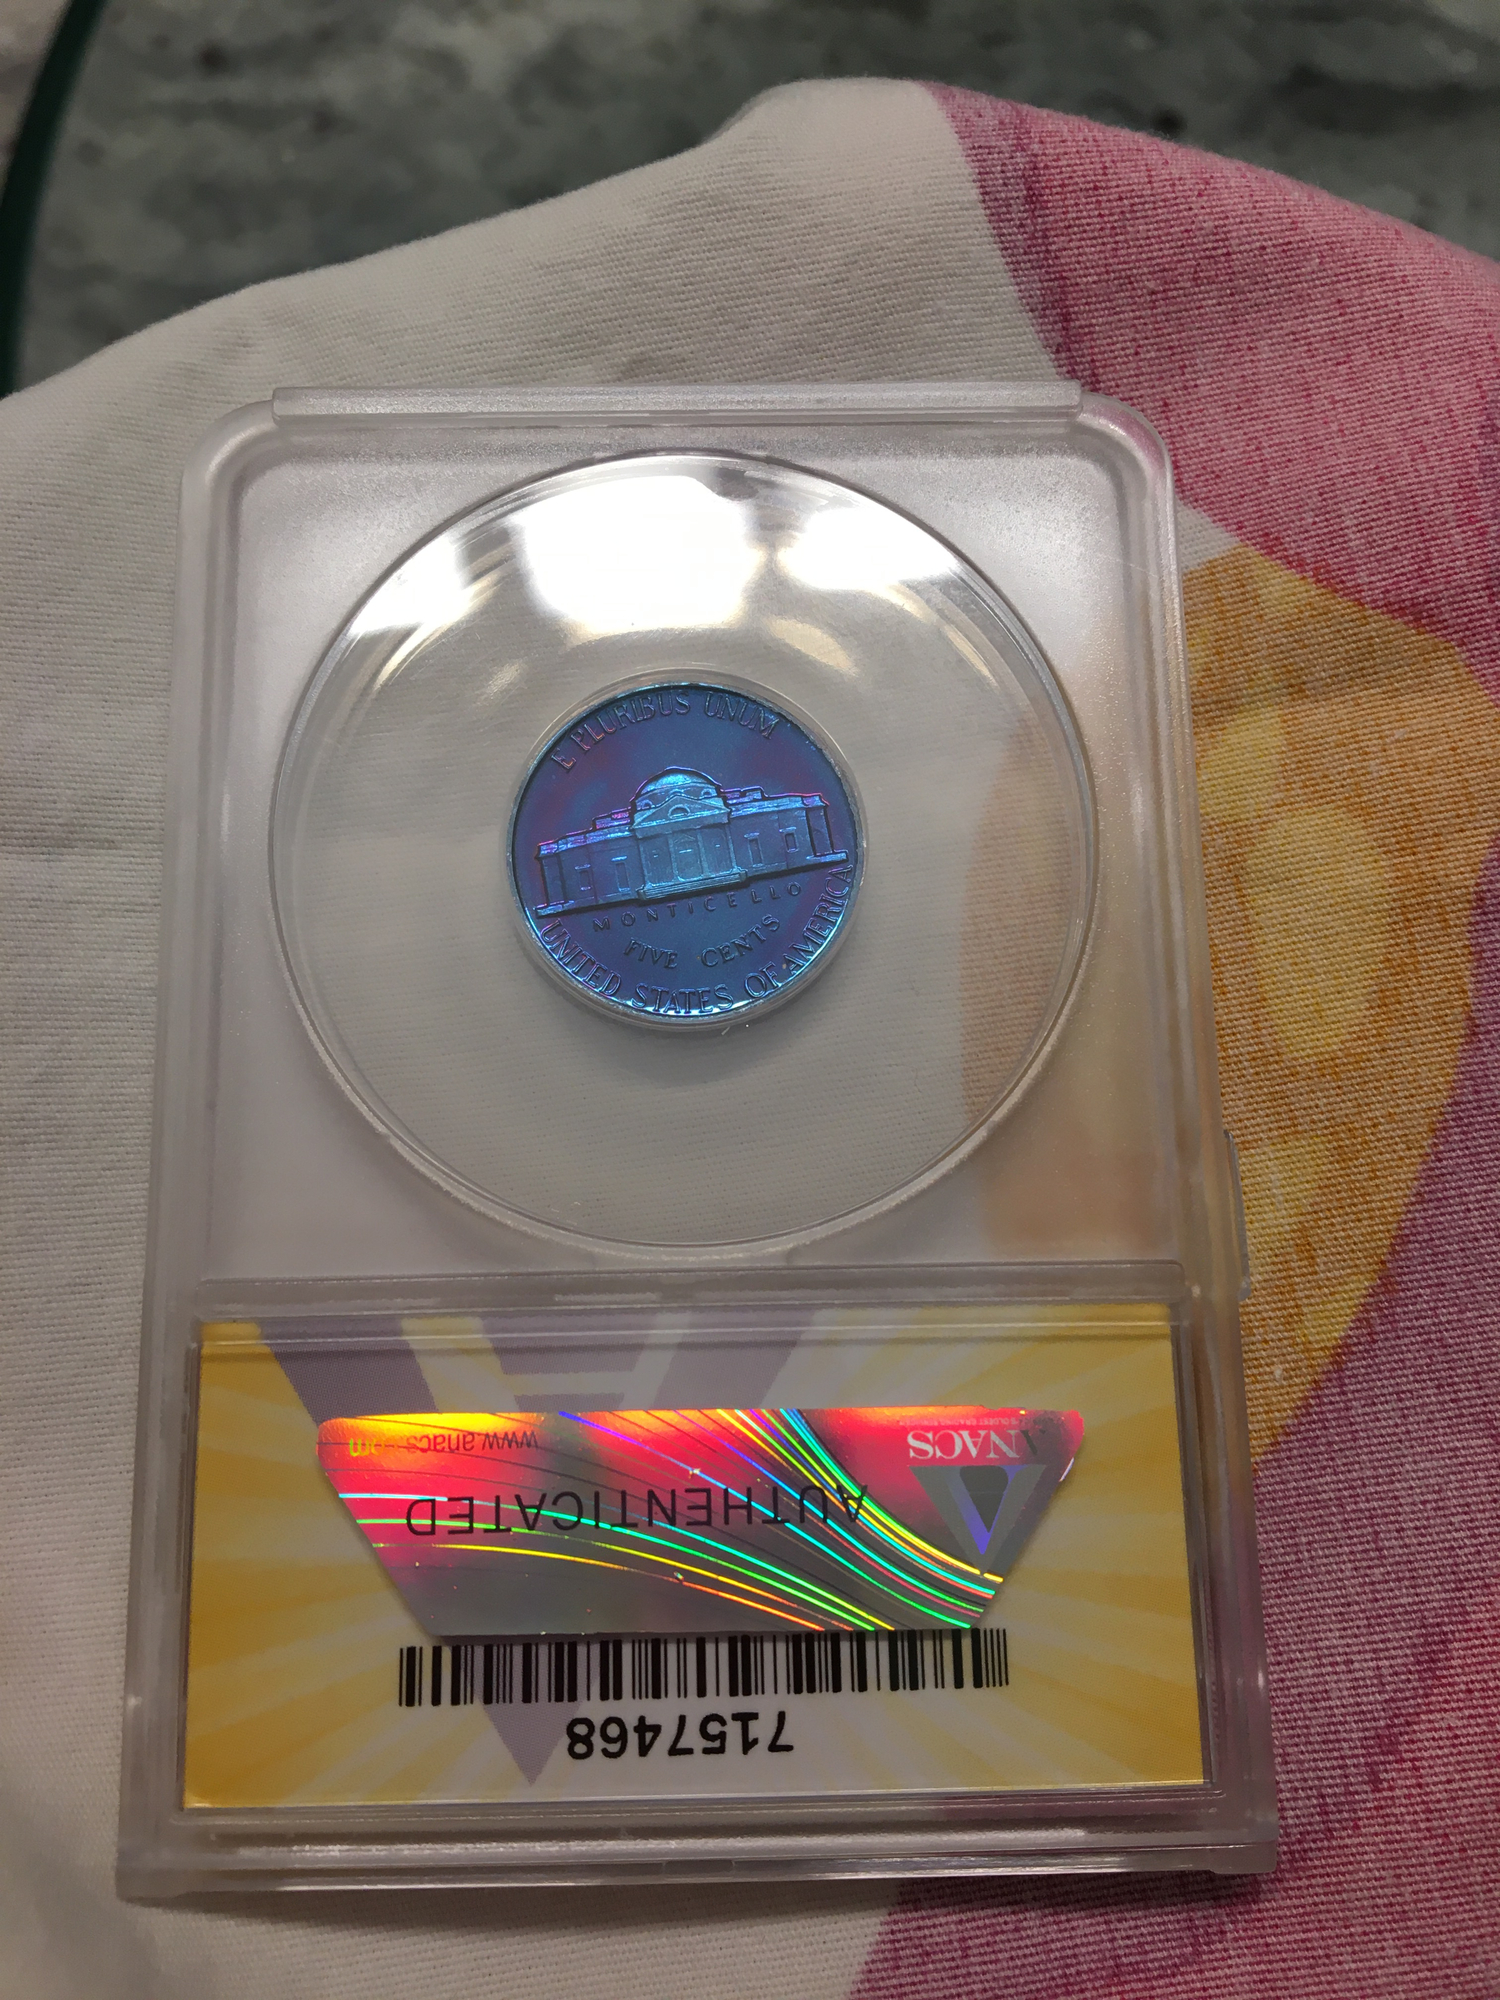 E PLURIBUS UNUM
MONTICELLO
FIVE CENTS
UNITED STATES OF AMERICA
7157468
AUTHENTICATED
ANACS
www.anacs.com